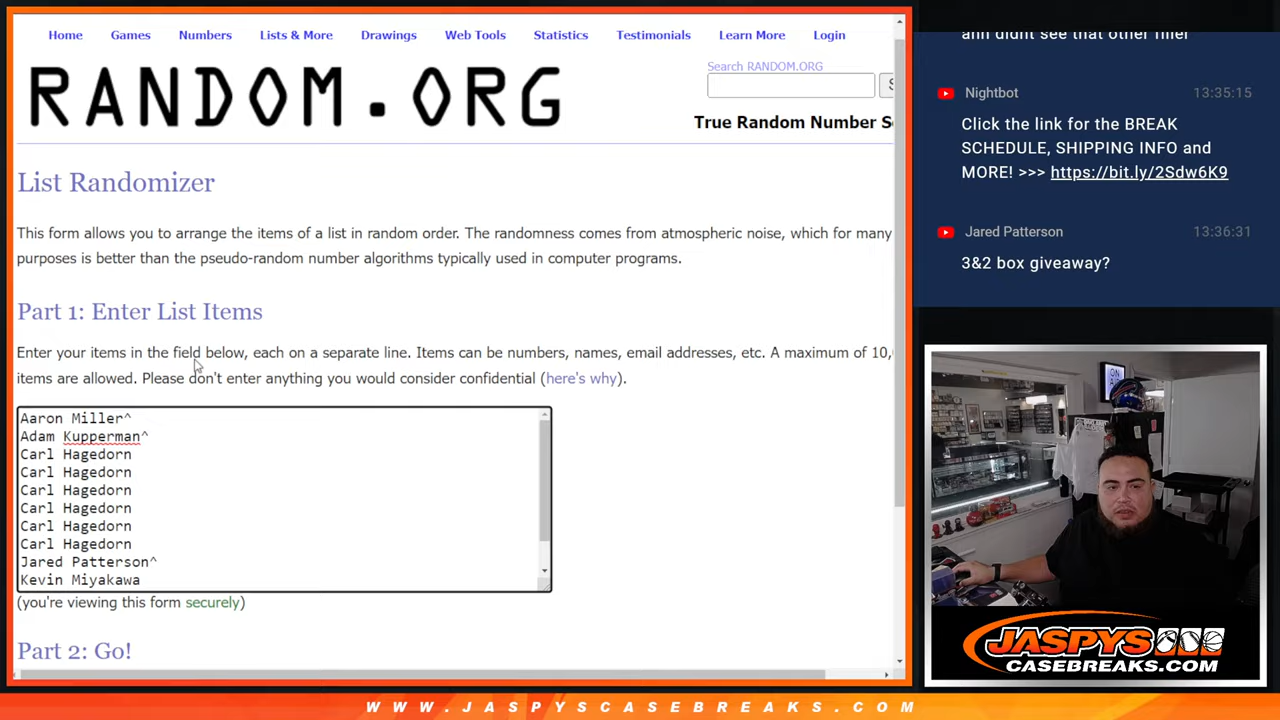 Home Games Numbers Lists & More Drawings Web Tools Statistics Testimonials Learn More Login
RANDOM.ORG
Search RANDOM.ORG
True Random Number
List Randomizer
This form allows you to arrange the items of a list in random order. The randomness comes from atmospheric noise, which for many
purposes is better than the pseudo-random number algorithms typically used in computer programs.
Part 1: Enter List Items
Enter your items in the field below, each on a separate line. Items can be numbers, names, email addresses, etc. A maximum of 10,
items are allowed. Please don't enter anything you would consider confidential (here's why).
Aaron Miller^
Adam Kupperman^
Carl Hagedorn
Carl Hagedorn
Carl Hagedorn
Carl Hagedorn
Carl Hagedorn
Carl Hagedorn
Jared Patterson^
Kevin Miyakawa
(you're viewing this form securely)
Part 2: Go!
ahh didnt see that other filler
Nightbot 13:35:15
Click the link for the BREAK
SCHEDULE, SHIPPING INFO and
MORE! >>> https://bit.ly/2Sdw6K9
Jared Patterson 13:36:31
3&2 box giveaway?
ON
JASPYS
CASEBREAKS.COM
WWW.JASPYSCASEBREAKS.COM